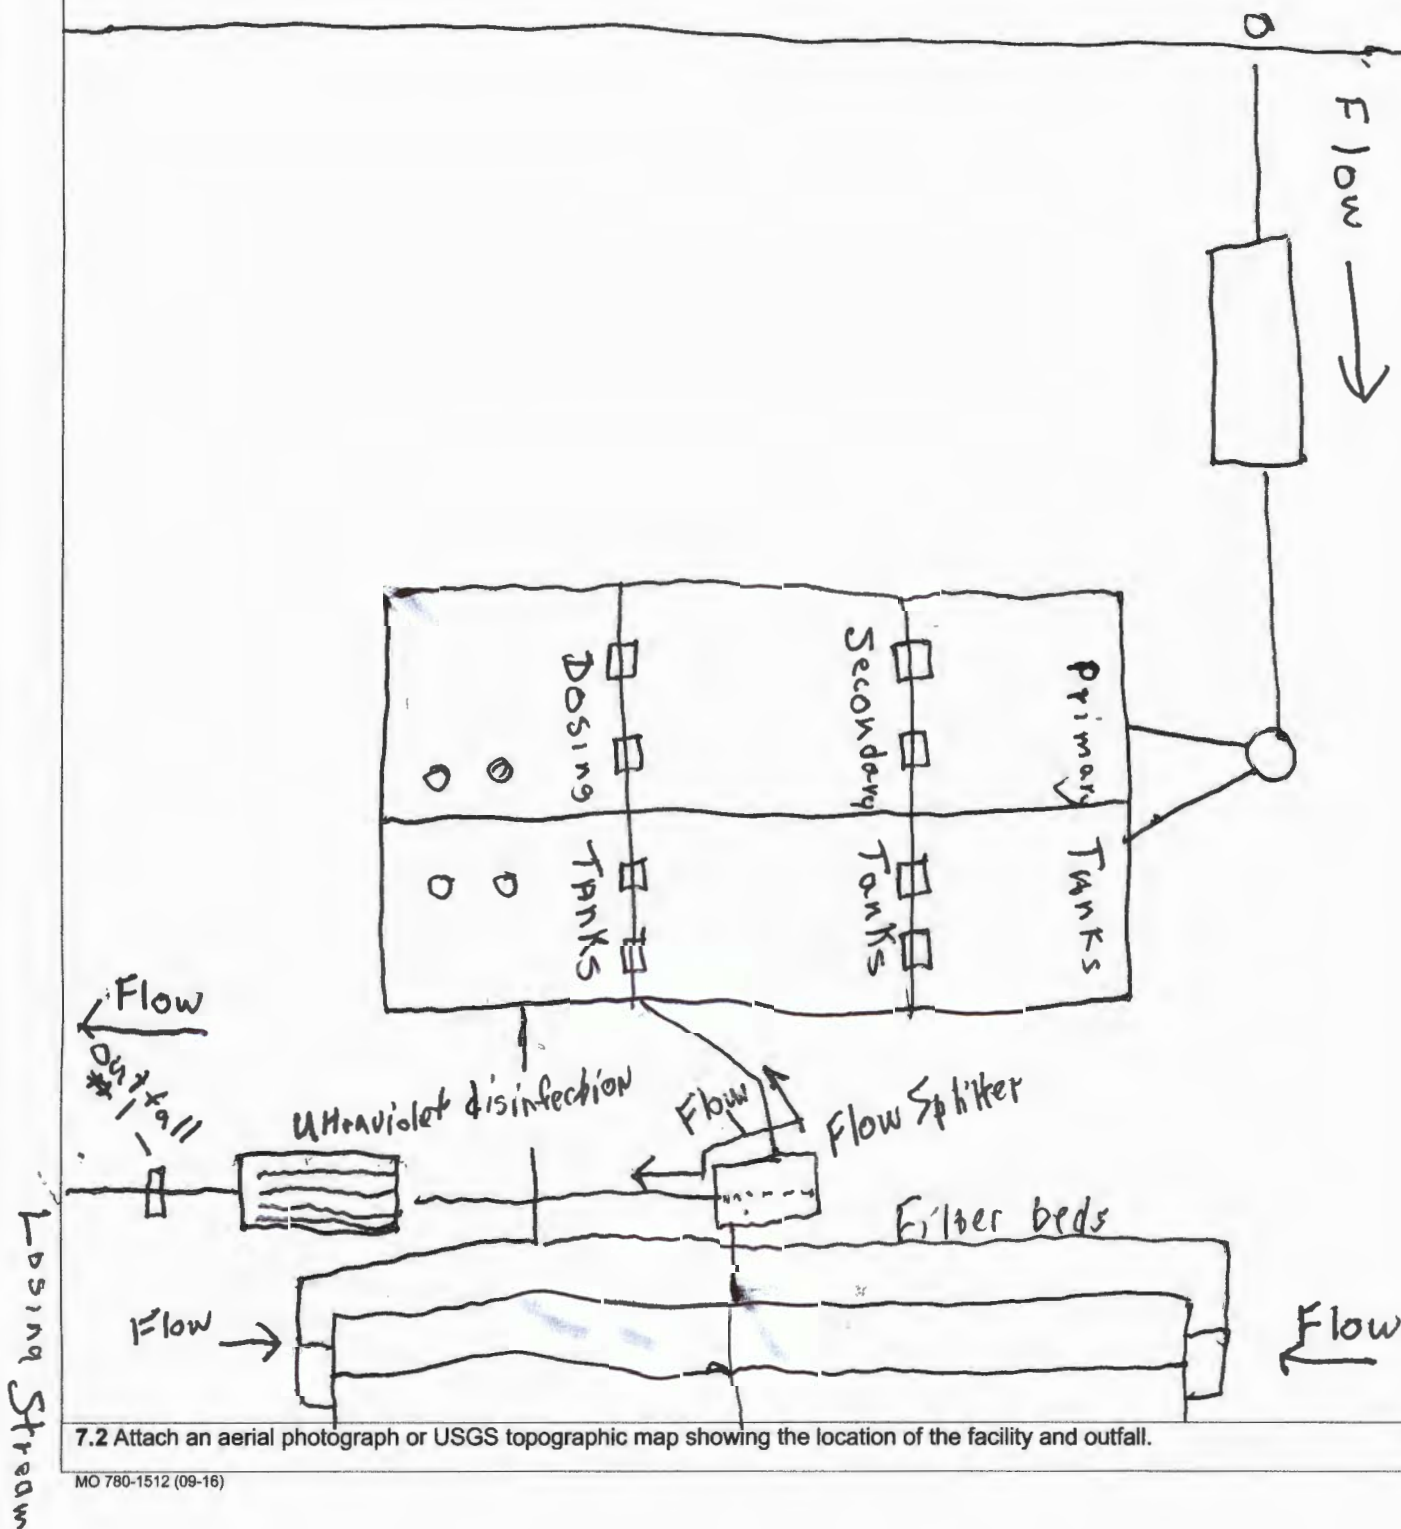 Flow
Primary Tanks
Secondary Tanks
Dosing Tanks
Flow
Outfall
#1
Ultraviolet disinfection
Flow
Flow Splitter
Filter beds
Flow
Flow
Losing Stream
7.2 Attach an aerial photograph or USGS topographic map showing the location of the facility and outfall.
MO 780-1512 (09-16)